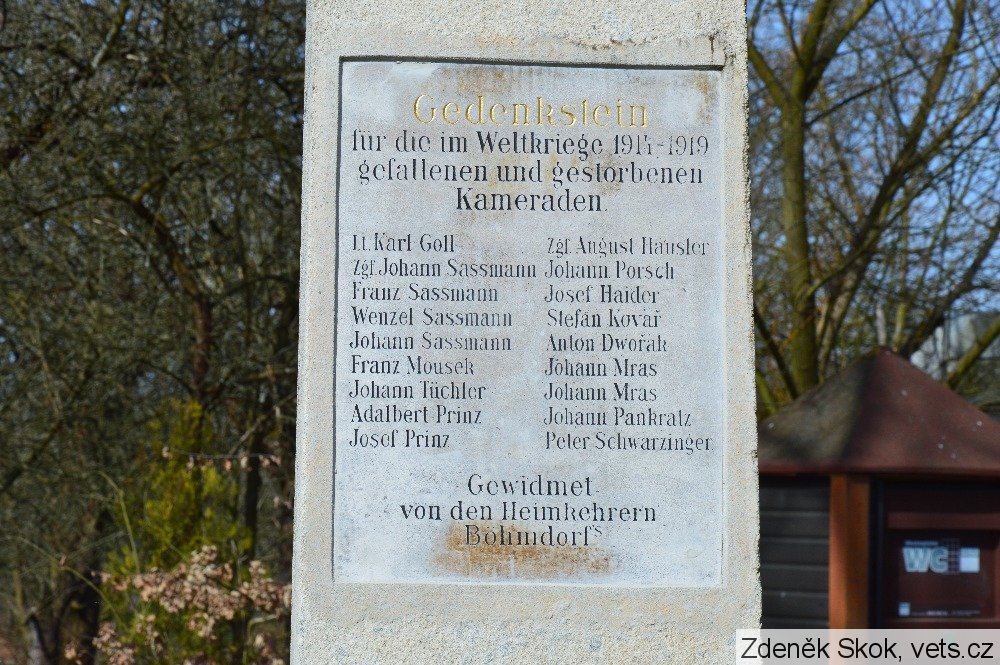 Gedenkstein
für die im Weltkriege 1914-1919
gefallenen und gestorbenen
Kameraden.
Lt. Karl Goll
Zgf. Johann Sassmann
Franz Sassmann
Wenzel Sassmann
Johann Sassmann
Franz Mousek
Johann Tüchler
Adalbert Prinz
Josef Prinz
Zgf. August Häusler
Johann Porsch
Josef Haider
Stefan Kovař
Anton Dwořak
Johann Mras
Johann Mras
Johann Pankratz
Peter Schwarzinger
Gewidmet
von den Heimkehrern
Böhmdorfs
WC
Zdeněk Skok, vets.cz